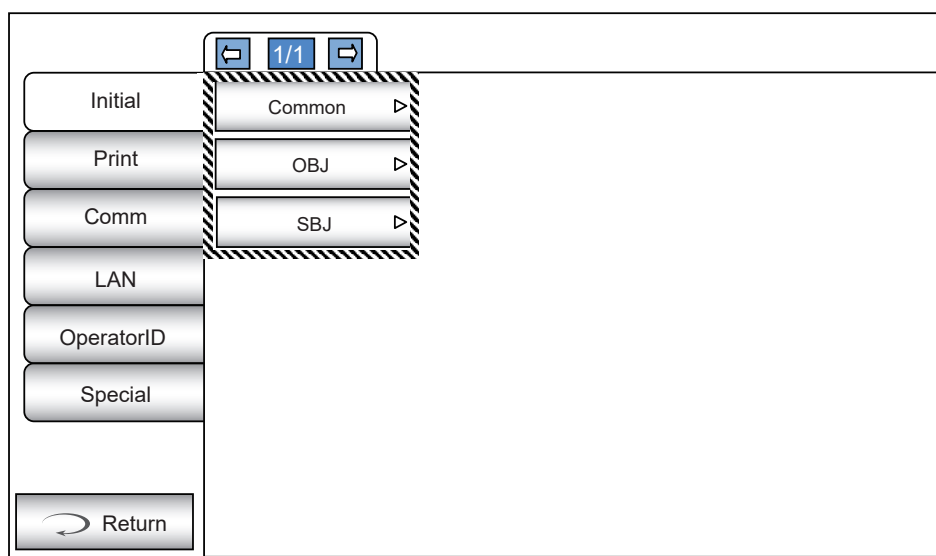 1/1
Initial
Common
Print
OBJ
Comm
SBJ
LAN
OperatorID
Special
Return